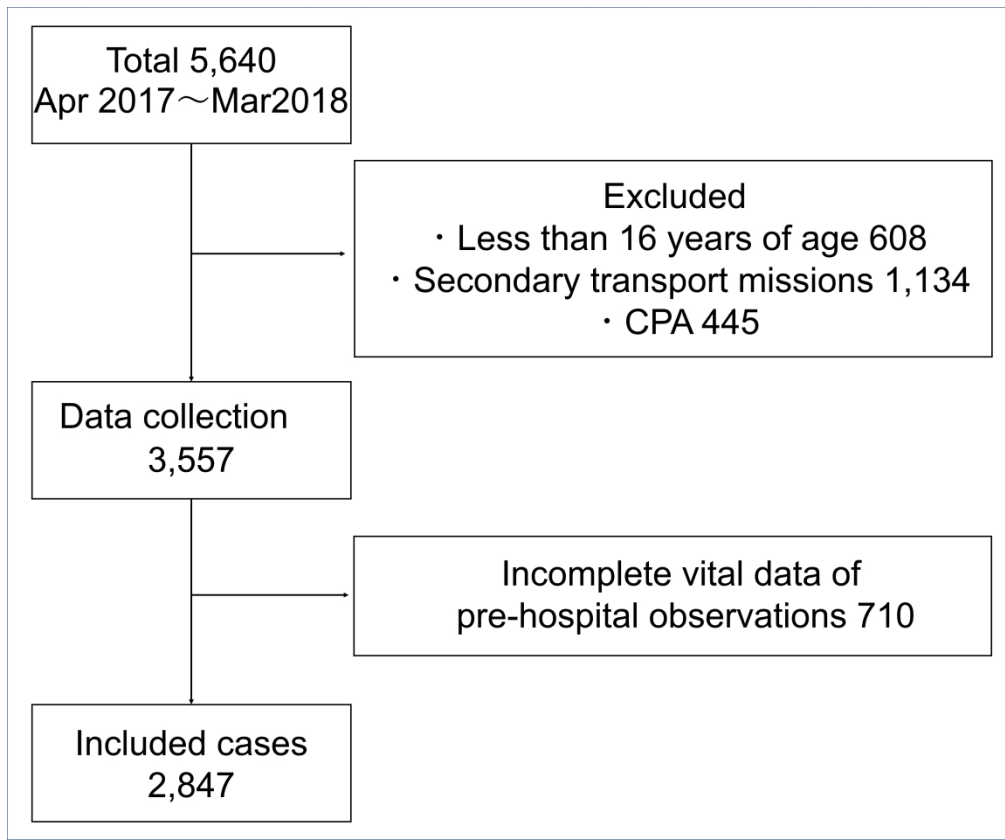 Total 5,640
Apr 2017～Mar2018
Excluded
・Less than 16 years of age 608
・Secondary transport missions 1,134
・CPA 445
Data collection
3,557
Incomplete vital data of
pre-hospital observations 710
Included cases
2,847